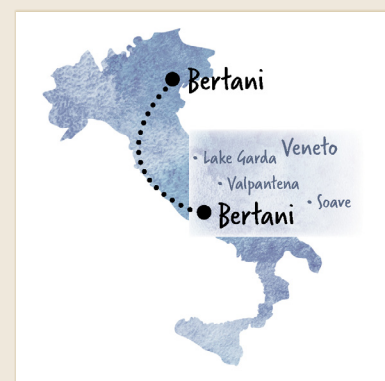 Bertani
Veneto
• Lake Garda
• Valpantena
• Soave
Bertani